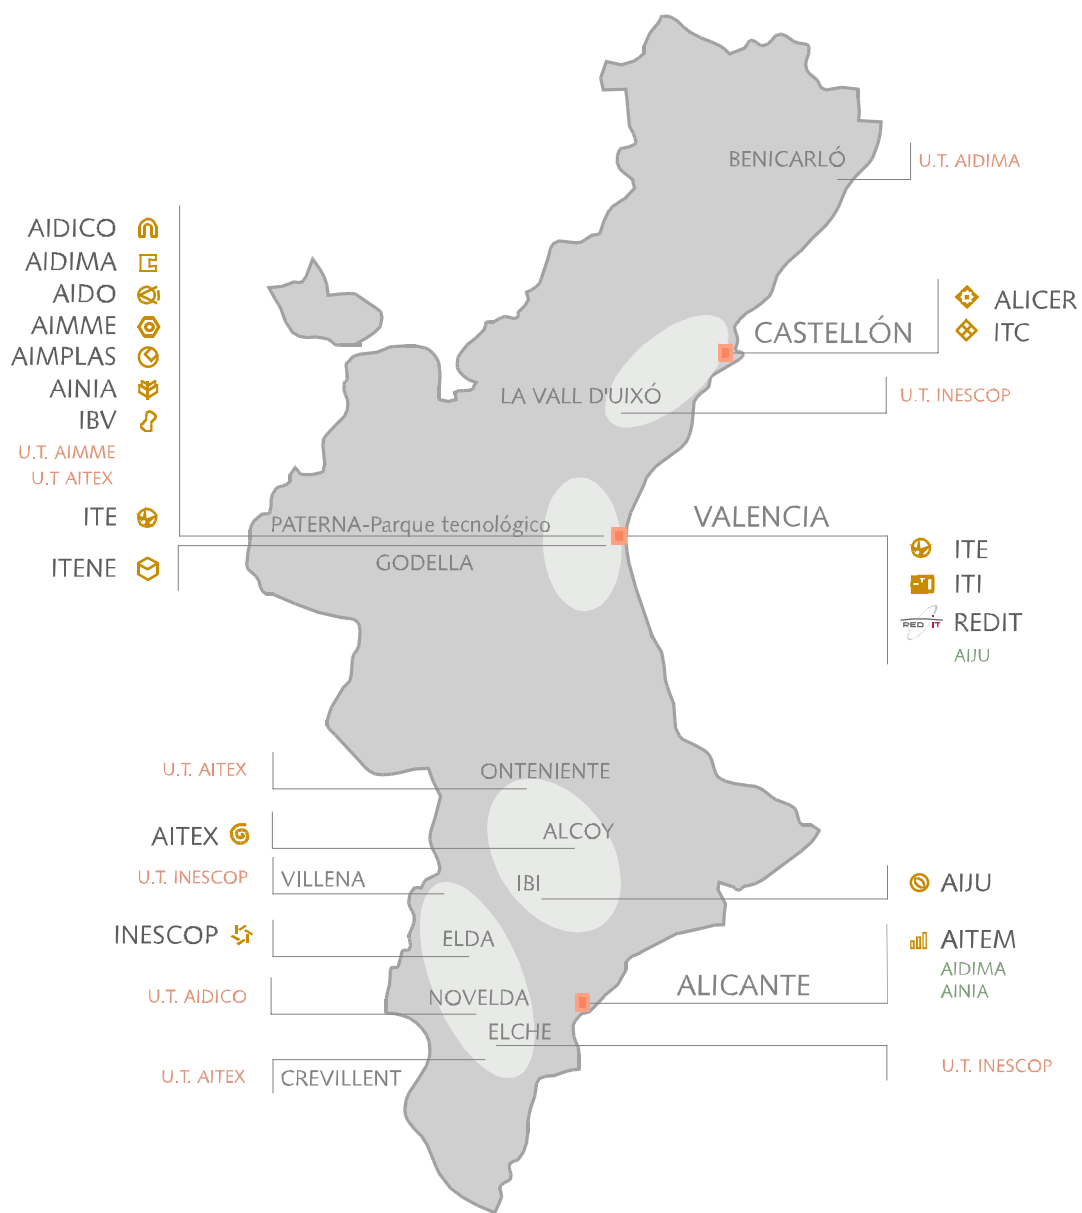 BENICARLÓ
U.T. AIDIMA
AIDICO
AIDIMA
AIDO
AIMME
AIMPLAS
AINIA
IBV
U.T. AIMME
U.T AITEX
ITE
ITENE
ALICER
ITC
CASTELLÓN
LA VALL D'UIXÓ
U.T. INESCOP
VALENCIA
PATERNA-Parque tecnológico
GODELLA
ITE
ITI
RED IT
REDIT
AIJU
U.T. AITEX
ONTENIENTE
AITEX
ALCOY
U.T. INESCOP
VILLENA
IBI
AIJU
INESCOP
ELDA
AITEM
AIDIMA
AINIA
ALICANTE
U.T. AIDICO
NOVELDA
ELCHE
U.T. INESCOP
U.T. AITEX
CREVILLENT